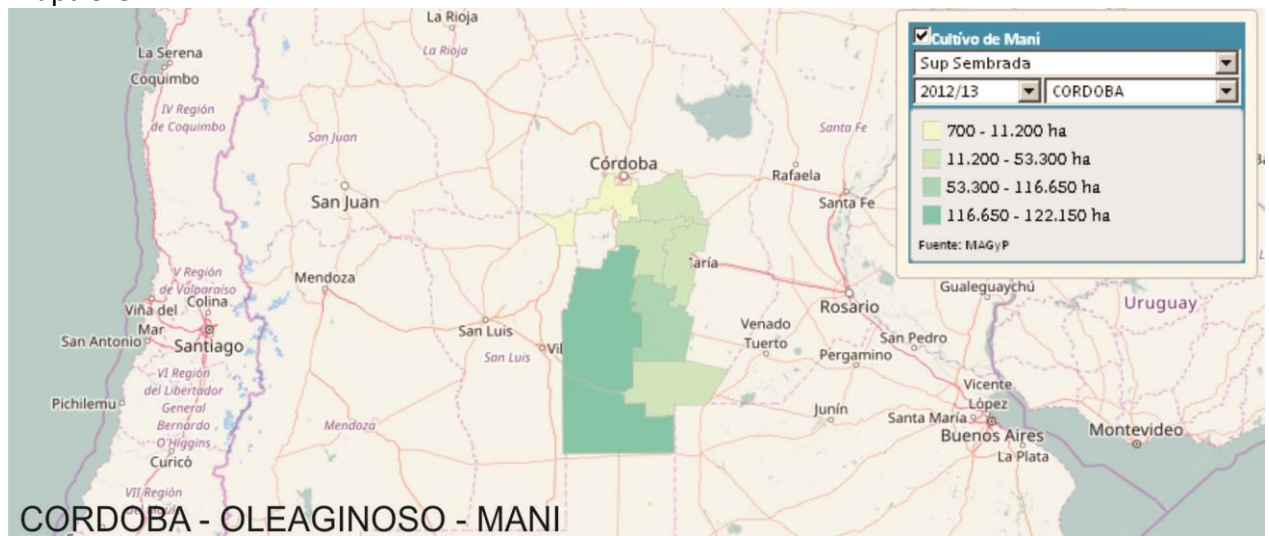 La Rioja
La Rioja
La Serena
Coquimbo
IV Región
de Coquimbo
San Juan
San Juan
Córdoba
Santa Fe
Rafaela
Santa Fe
Mendoza
V Región
de Valparaíso
Colina
Viña del
Mar
San Antonio
Santiago
San Luis
San Luis
Vil
aría
Rosario
Gualeguaychú
Uruguay
Venado
Tuerto
San Pedro
Pergamino
VI Región
del Libertador
General
Bernardo
O'Higgins
Pichilemu
Curicó
Mendoza
Junín
Vicente
López
Santa María
Buenos Aires
La Plata
Montevideo
VII Región
Cultivo de Mani
Sup Sembrada
2012/13
CORDOBA
700 - 11.200 ha
11.200 - 53.300 ha
53.300 - 116.650 ha
116.650 - 122.150 ha
Fuente: MAGyP
CORDOBA - OLEAGINOSO - MANI